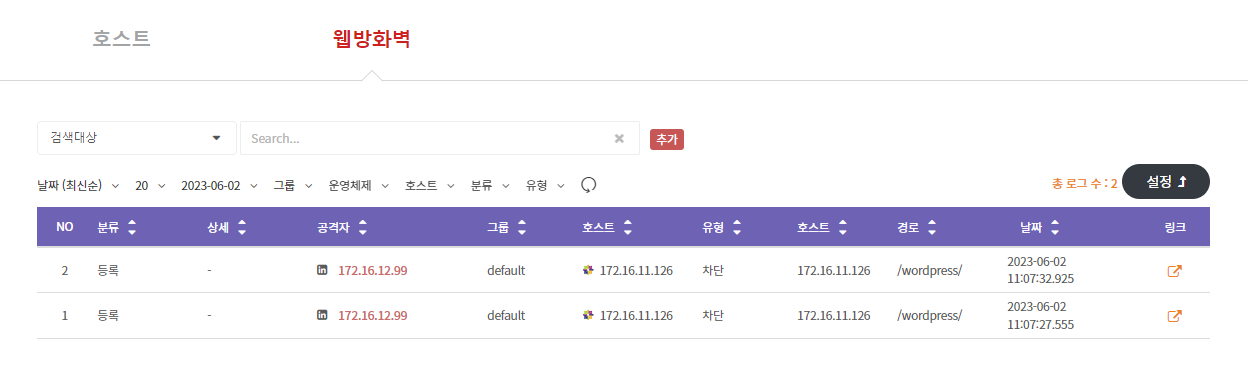 호스트 웹방화벽
검색대상 Search... 추가
날짜 (최신순) 20 2023-06-02 그룹 운영체제 호스트 분류 유형 총 로그 수 : 2 설정
NO 분류 상세 공격자 그룹 호스트 유형 호스트 경로 날짜 링크
2 등록 - in 172.16.12.99 default 172.16.11.126 차단 172.16.11.126 /wordpress/ 2023-06-02
11:07:32.925
1 등록 - in 172.16.12.99 default 172.16.11.126 차단 172.16.11.126 /wordpress/ 2023-06-02
11:07:27.555